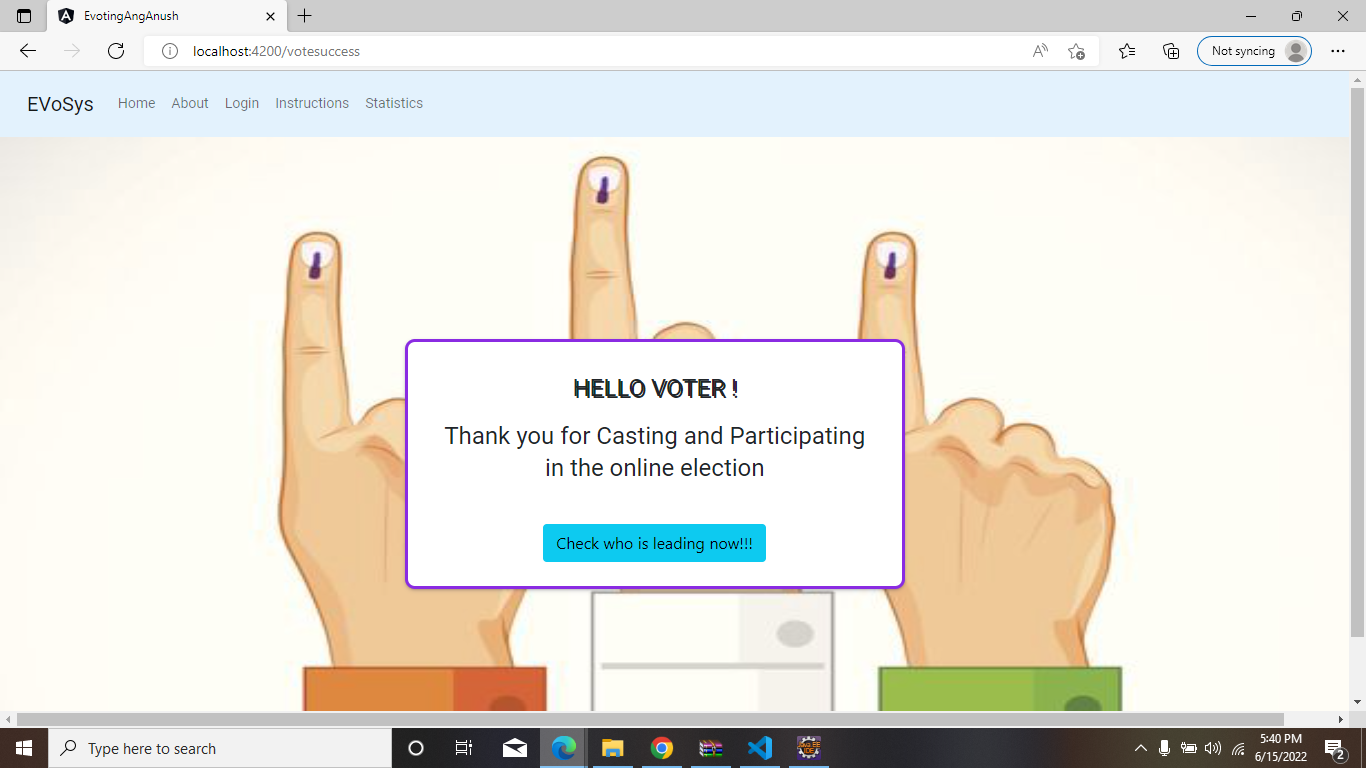 EvotingAngAnush
localhost:4200/votesuccess
Not syncing
EVoSys Home About Login Instructions Statistics
HELLO VOTER !
Thank you for Casting and Participating
in the online election
Check who is leading now!!!
Type here to search
5:40 PM
6/15/2022
2